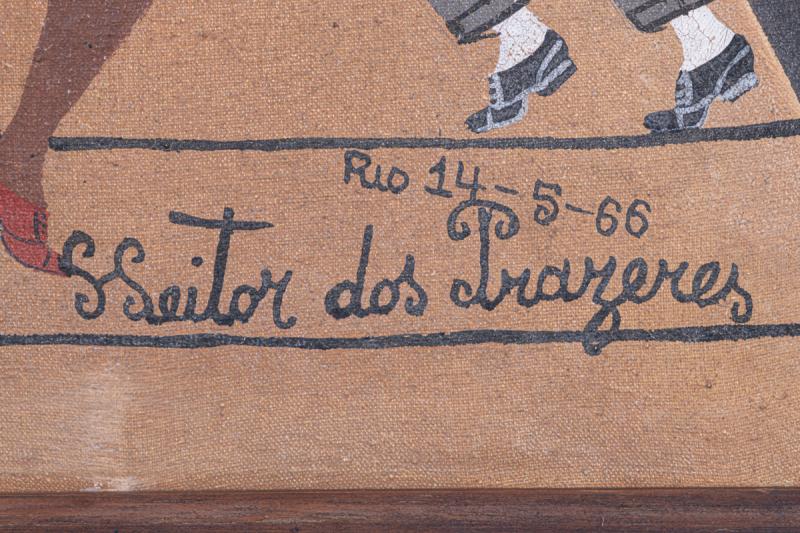 Rio 14-5-66
Heitor dos Prazeres